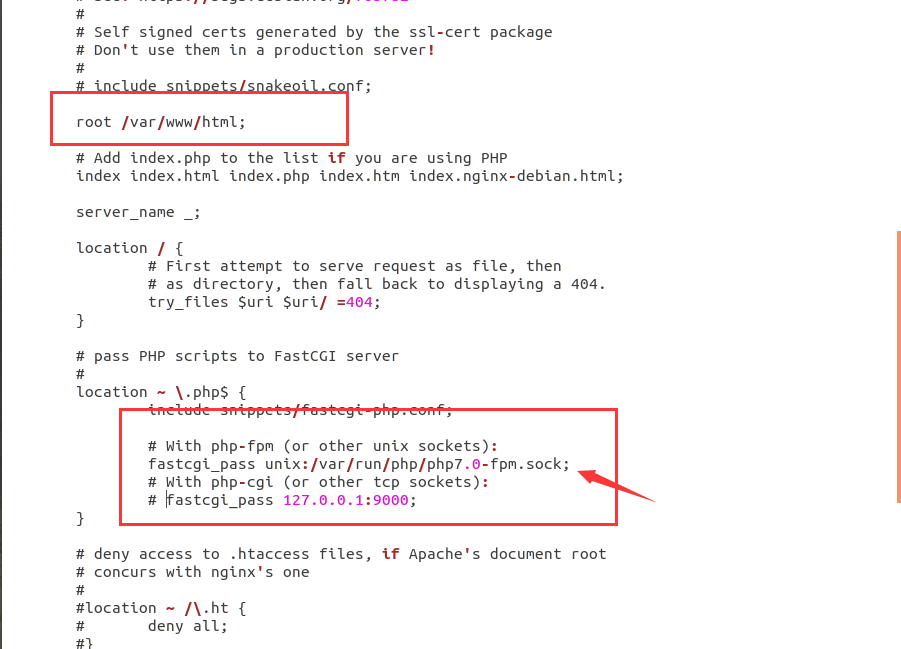 #
# Self signed certs generated by the ssl-cert package
# Don't use them in a production server!
#
# include snippets/snakeoil.conf;
root /var/www/html;
# Add index.php to the list if you are using PHP
index index.html index.php index.htm index.nginx-debian.html;
server_name _;
location / {
# First attempt to serve request as file, then
# as directory, then fall back to displaying a 404.
try_files $uri $uri/ =404;
}
# pass PHP scripts to FastCGI server
#
location ~ \.php$ {
include snippets/fastcgi-php.conf;
# With php-fpm (or other unix sockets):
fastcgi_pass unix:/var/run/php/php7.0-fpm.sock;
# With php-cgi (or other tcp sockets):
# fastcgi_pass 127.0.0.1:9000;
}
# deny access to .htaccess files, if Apache's document root
# concurs with nginx's one
#
#location ~ /\.ht {
# deny all;
#}